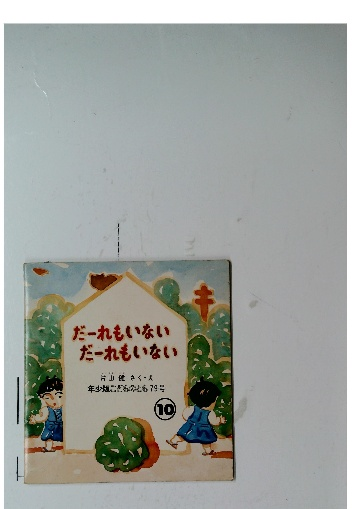 だーれもいない
だーれもいない
片山 健 さく・え
年少版こどものとも 79号
10